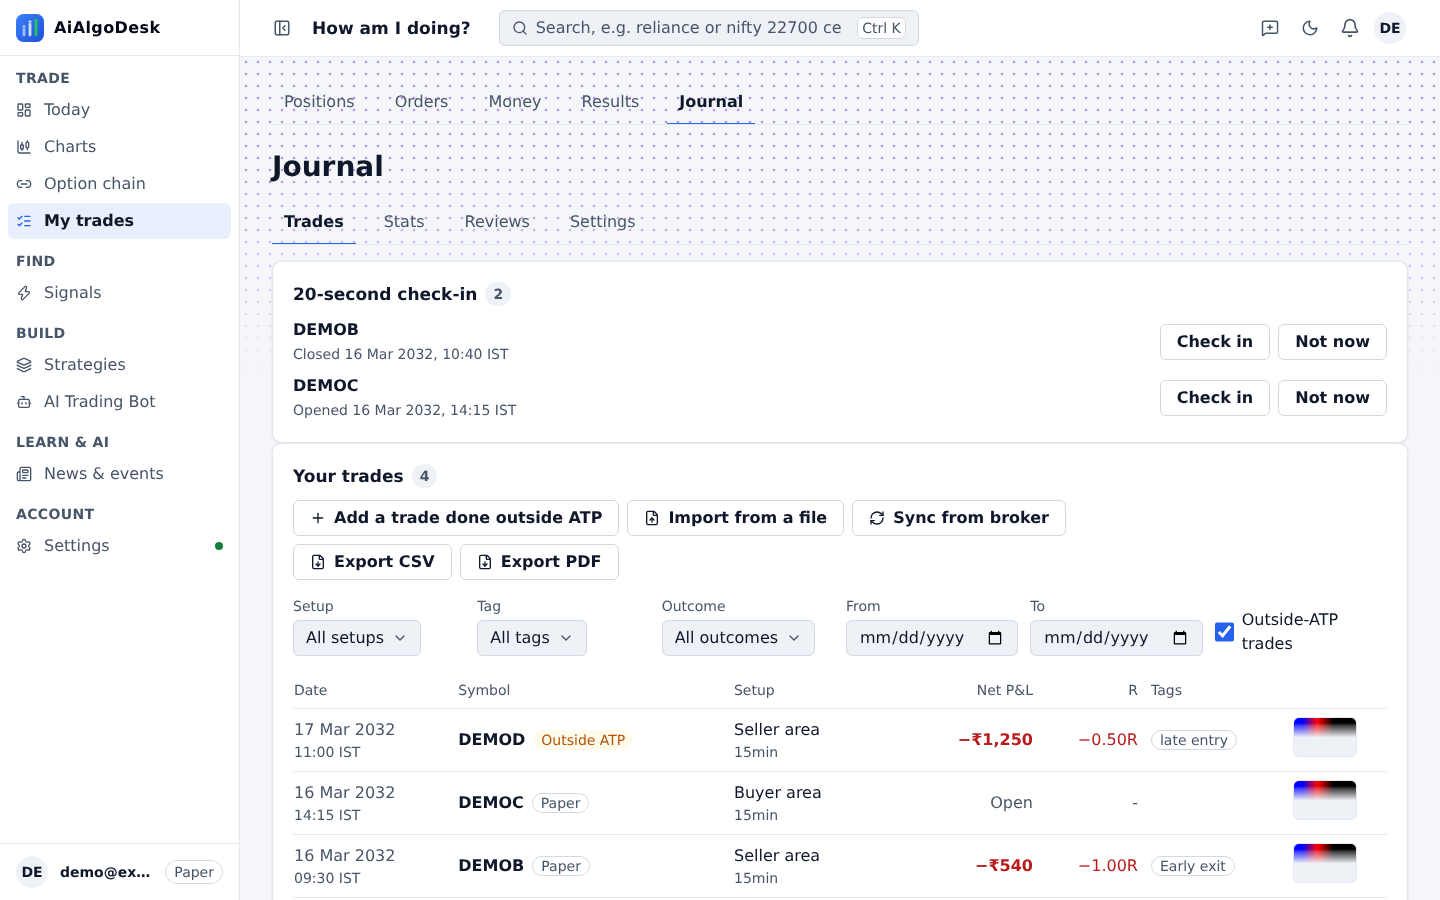 AiAlgoDesk
How am I doing?
Search, e.g. reliance or nifty 22700 ce
Ctrl K
DE
TRADE
Today
Charts
Option chain
My trades
FIND
Signals
BUILD
Strategies
AI Trading Bot
LEARN & AI
News & events
ACCOUNT
Settings
DE
demo@ex...
Paper
Positions
Orders
Money
Results
Journal
Journal
Trades
Stats
Reviews
Settings
20-second check-in 2
DEMOB
Closed 16 Mar 2032, 10:40 IST
Check in
Not now
DEMOC
Opened 16 Mar 2032, 14:15 IST
Check in
Not now
Your trades 4
Add a trade done outside ATP
Import from a file
Sync from broker
Export CSV
Export PDF
Setup
Tag
Outcome
From
To
All setups
All tags
All outcomes
mm/dd/yyyy
mm/dd/yyyy
Outside-ATP
trades
Date Symbol Setup Net P&L R Tags
17 Mar 2032
11:00 IST
DEMOD Outside ATP
Seller area
15min
−₹1,250
−0.50R
late entry
16 Mar 2032
14:15 IST
DEMOC Paper
Buyer area
15min
Open
-
16 Mar 2032
09:30 IST
DEMOB Paper
Seller area
15min
−₹540
−1.00R
Early exit